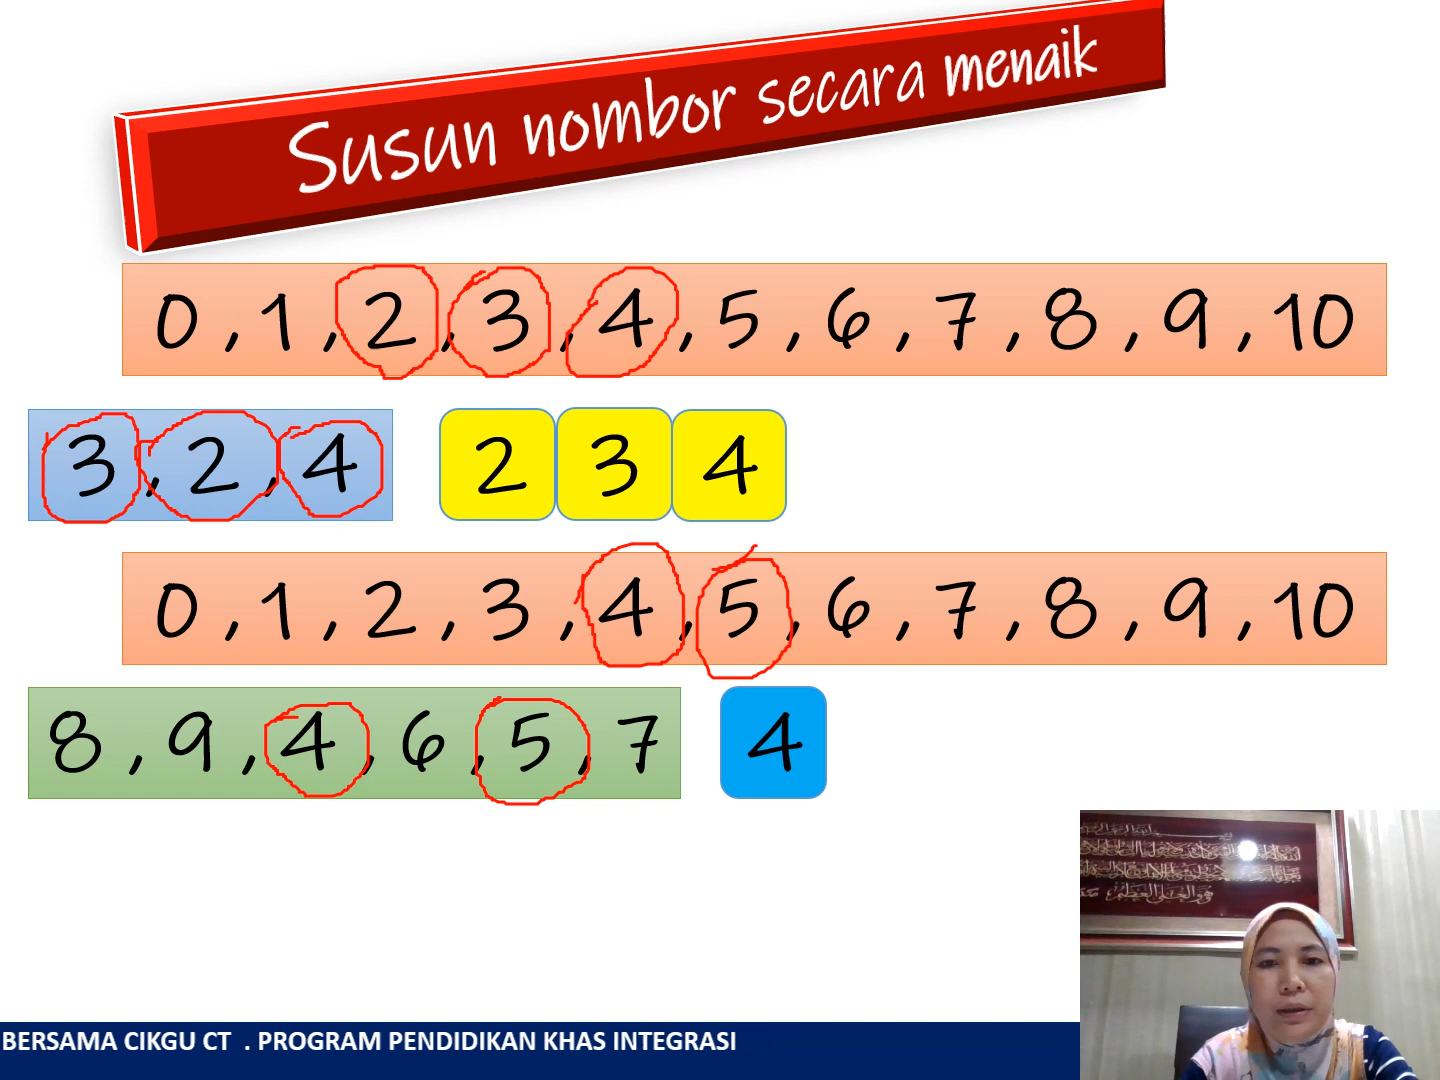 Susun nombor secara menaik
0 , 1 , 2 , 3 , 4 , 5 , 6 , 7 , 8 , 9 , 10
3 , 2 , 4
2 3 4
0 , 1 , 2 , 3 , 4 , 5 , 6 , 7 , 8 , 9 , 10
8 , 9 , 4 , 6 , 5 , 7
4
BERSAMA CIKGU CT . PROGRAM PENDIDIKAN KHAS INTEGRASI